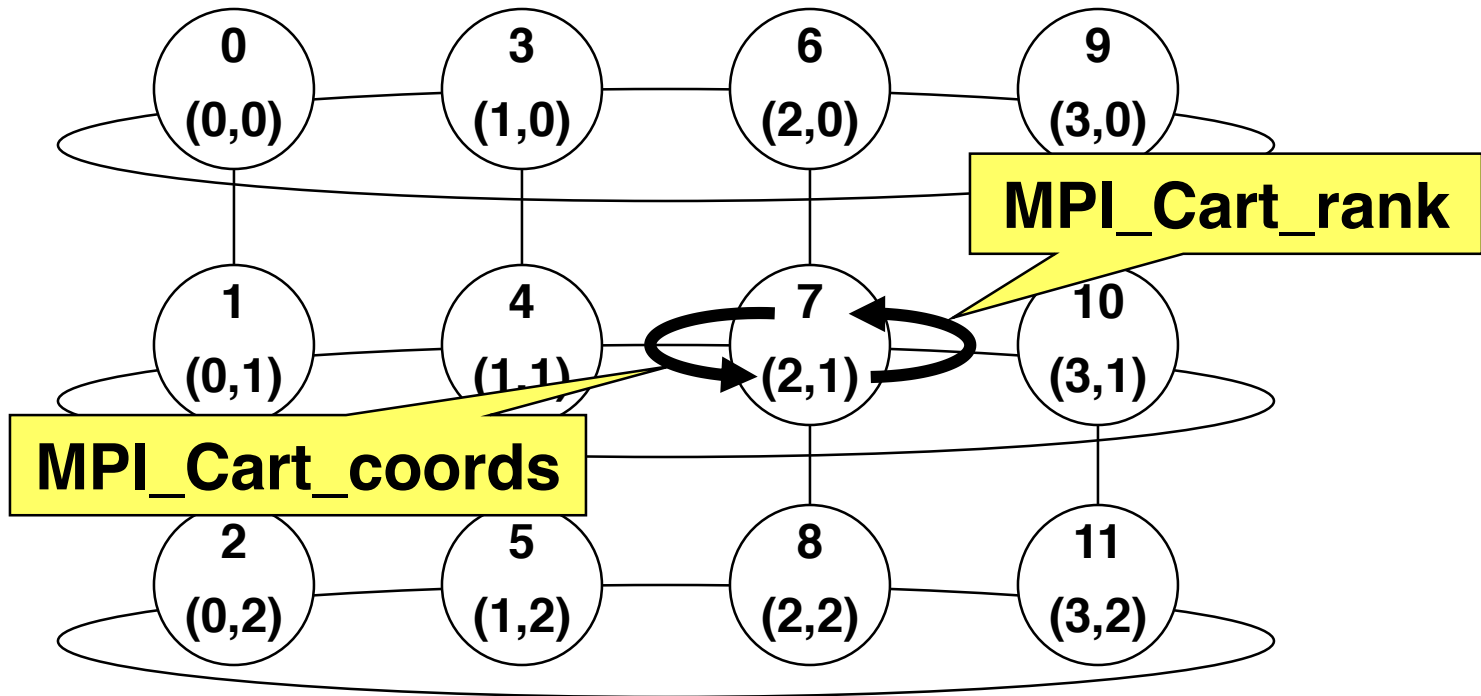 0 3 6 9
(0,0) (1,0) (2,0) (3,0)
MPI_Cart_rank
1 4 7 10
(0,1) (1,1) (2,1) (3,1)
MPI_Cart_coords
2 5 8 11
(0,2) (1,2) (2,2) (3,2)